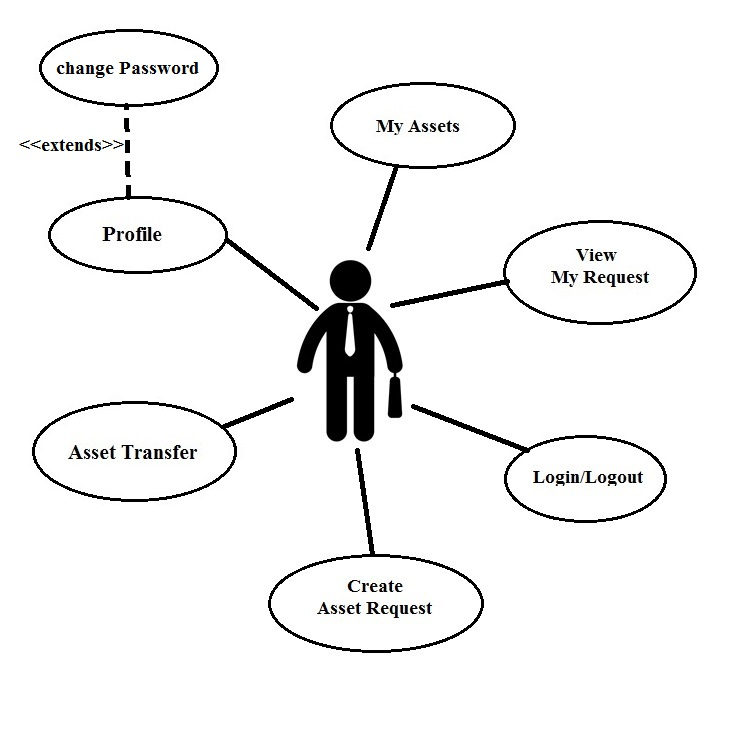 change Password
<<extends>>
Profile
My Assets
View
My Request
Asset Transfer
Login/Logout
Create
Asset Request